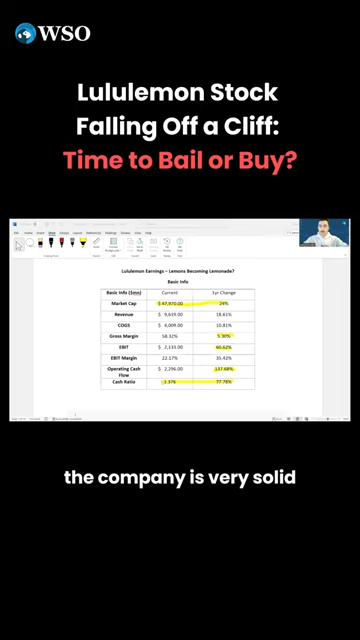 WSO
Lululemon Stock
Falling Off a Cliff:
Time to Bail or Buy?
Lululemon Earnings – Lemons Becoming Lemonade?
Basic Info
Basic Info ($mn) Current 1yr Change
Market Cap $ 47,970.00 24%
Revenue $ 9,619.00 18.61%
COGS $ 6,009.00 10.81%
Gross Margin 58.32% 5.30%
EBIT $ 2,133.00 60.62%
EBIT Margin 22.17% 35.42%
Operating Cash Flow $ 2,296.00 137.68%
Cash Ratio 1.376 77.78%
the company is very solid